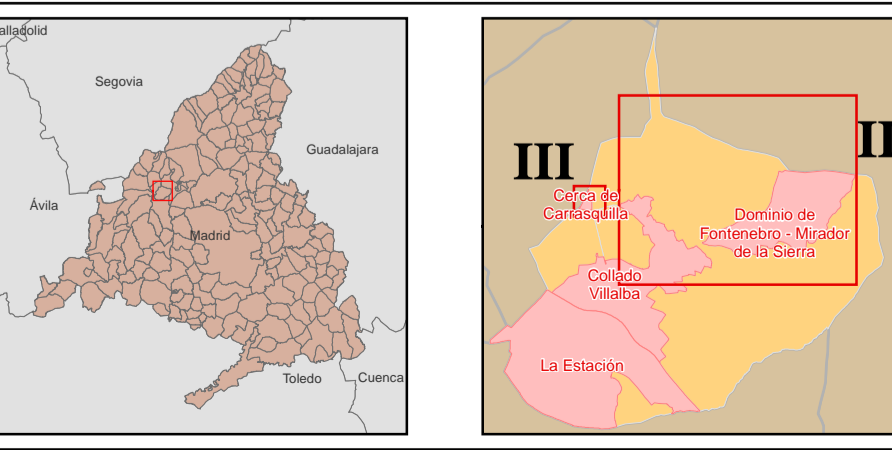 Segovia
Guadalajara
Ávila
Madrid
Toledo
Cuenca
III
II
Cerca de
Carrasquilla
Dominio de
Fontenebro - Mirador
de la Sierra
Collado
Villalba
La Estación